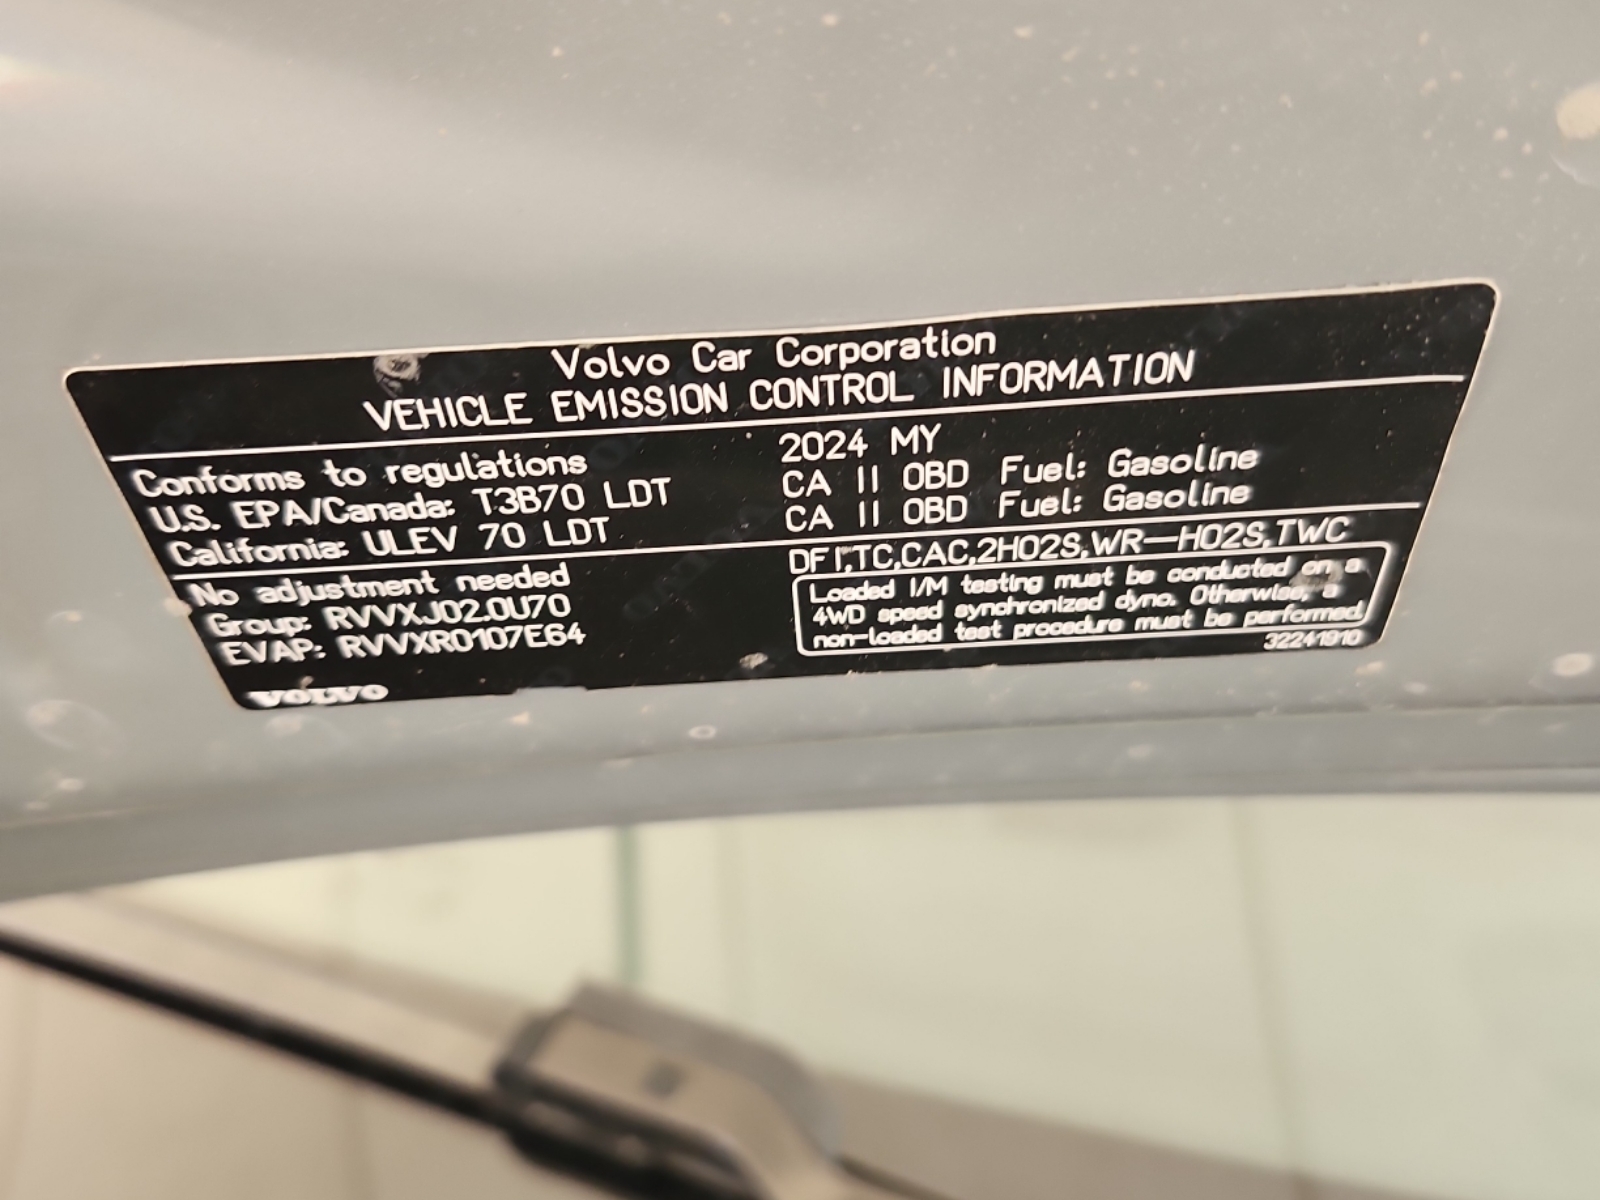 Volvo Car Corporation
VEHICLE EMISSION CONTROL INFORMATION
Conforms to regulations 2024 MY
U.S. EPA/Canada: T3B70 LDT CA II OBD Fuel: Gasoline
California: ULEV 70 LDT CA II OBD Fuel: Gasoline
No adjustment needed DFI,TC,CAC,2HO2S,WR-HO2S,TWC
Group: RVVXJ02.0U70
EVAP: RVVXR0107E64
Loaded I/M testing must be conducted on a
4WD speed synchronized dyno. Otherwise, a
non-loaded test procedure must be performed
32241910
VOLVO